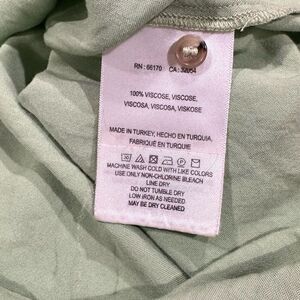 RN : 66170 CA : 32054
100% VISCOSE, VISCOSE,
VISCOSA, VISCOSA, VISKOSE
MADE IN TURKEY, HECHO EN TURQUIA,
FABRIQUÉ EN TURQUIE
MACHINE WASH COLD WITH LIKE COLORS
USE ONLY NON-CHLORINE BLEACH
LINE DRY
DO NOT TUMBLE DRY
LOW IRON AS NEEDED
MAY BE DRY CLEANED